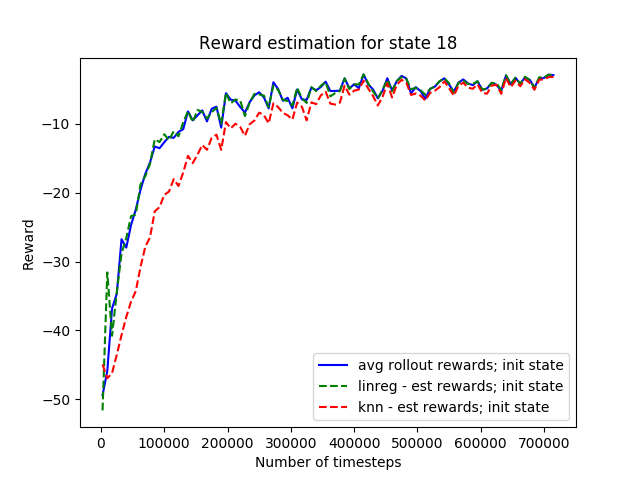 Reward estimation for state 18
Reward
−10
−20
−30
−40
−50
avg rollout rewards; init state
linreg - est rewards; init state
knn - est rewards; init state
0 100000 200000 300000 400000 500000 600000 700000
Number of timesteps